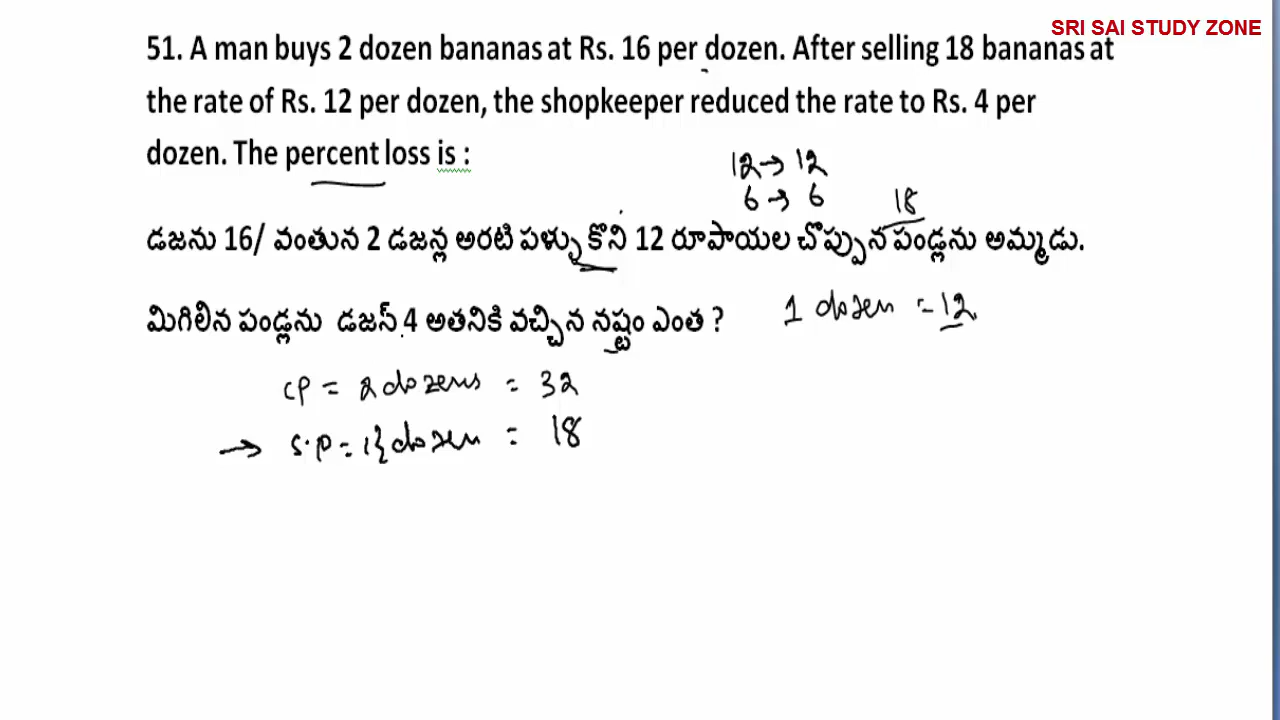 SRI SAI STUDY ZONE
51. A man buys 2 dozen bananas at Rs. 16 per dozen. After selling 18 bananas at
the rate of Rs. 12 per dozen, the shopkeeper reduced the rate to Rs. 4 per
dozen. The percent loss is :
12 → 12
6 → 6
18
డజను 16/ వంతున 2 డజన్ల అరటి పళ్ళు కొని 12 రూపాయల చొప్పున పండ్లను అమ్మడు.
మిగిలిన పండ్లను డజన్ 4 అతనికి వచ్చిన నష్టం ఎంత ?
1 dozen = 12
CP = 2 dozens = 32
→ S.P = 1½ dozen = 18